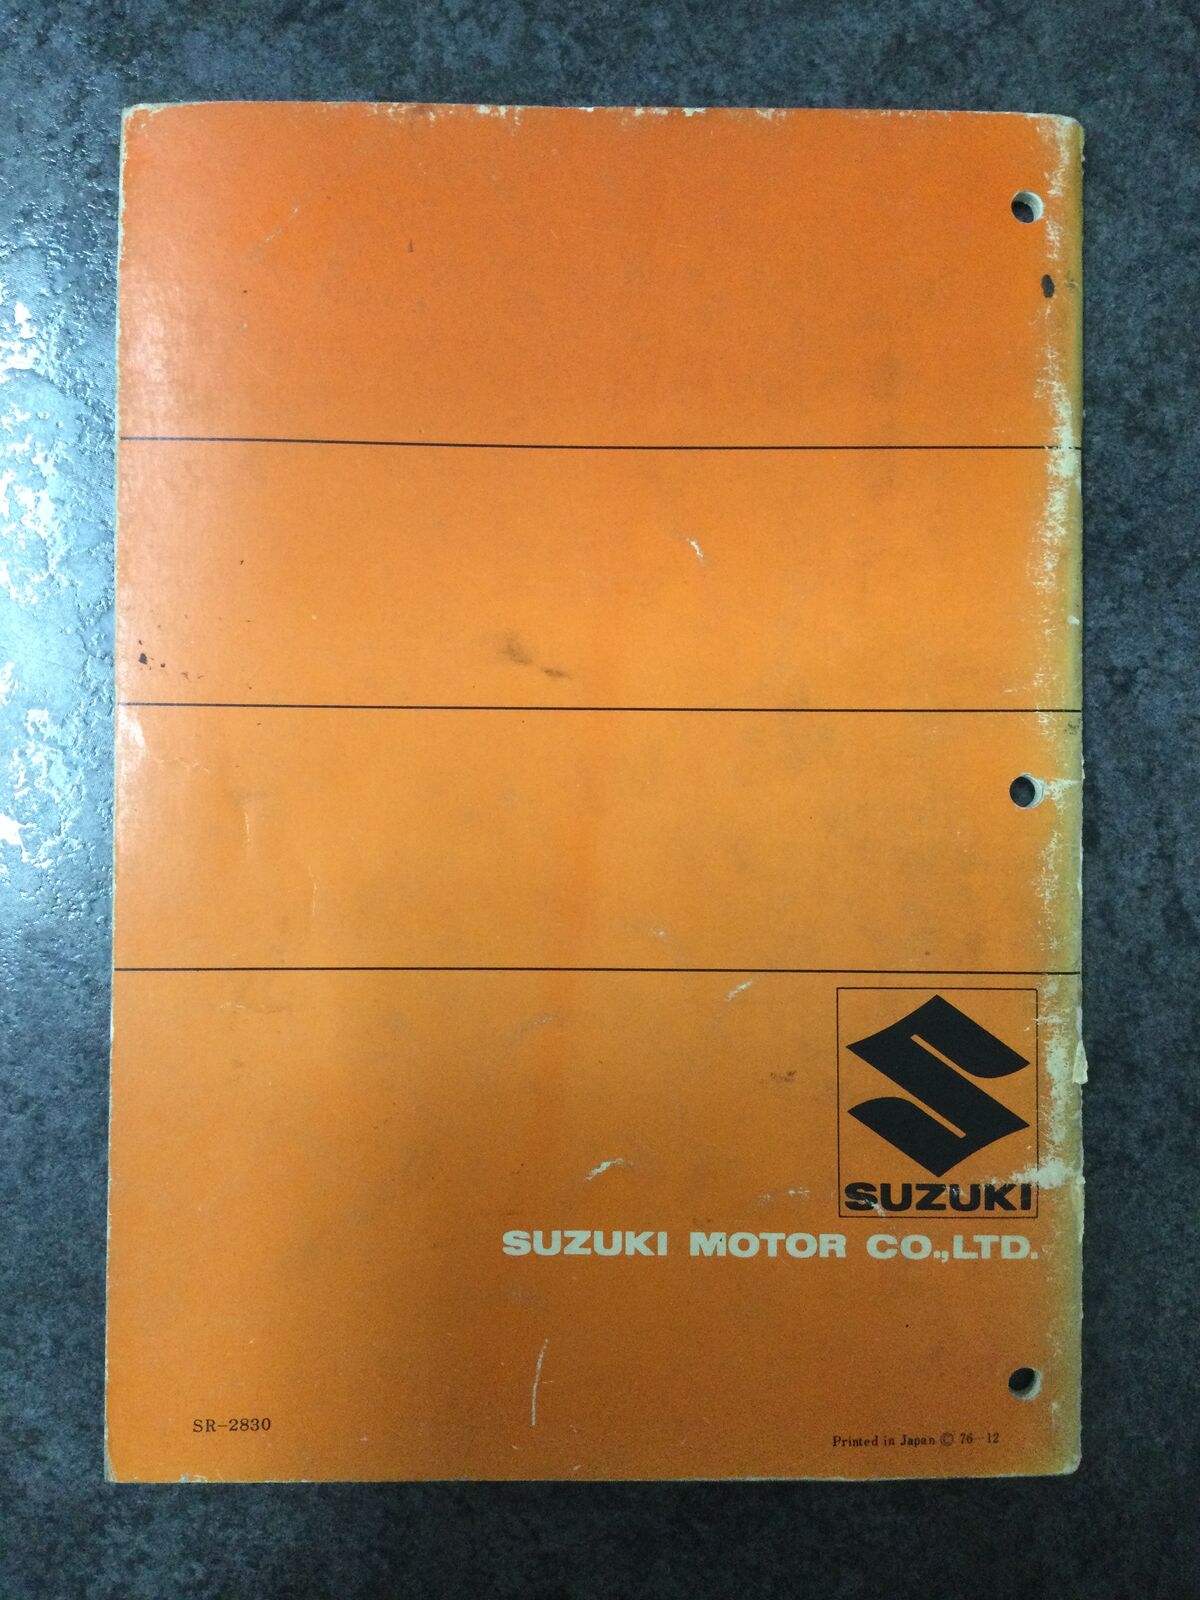 SUZUKI
SUZUKI MOTOR CO.,LTD.
SR-2830
Printed in Japan © 76-12